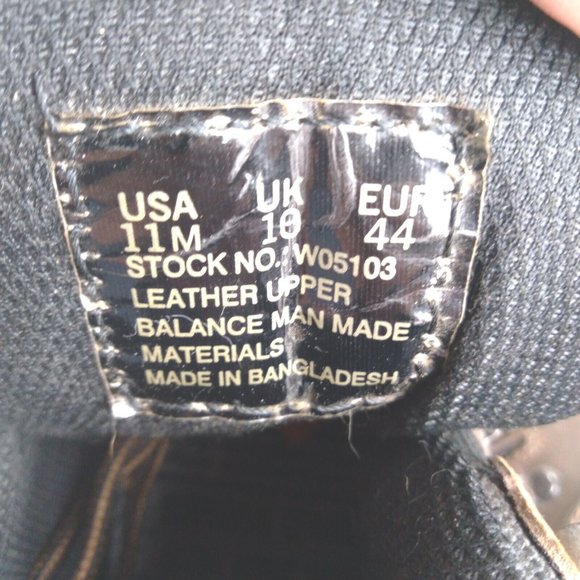 USA UK EUR
11M 10 44
STOCK NO.: W05103
LEATHER UPPER
BALANCE MAN MADE
MATERIALS
MADE IN BANGLADESH